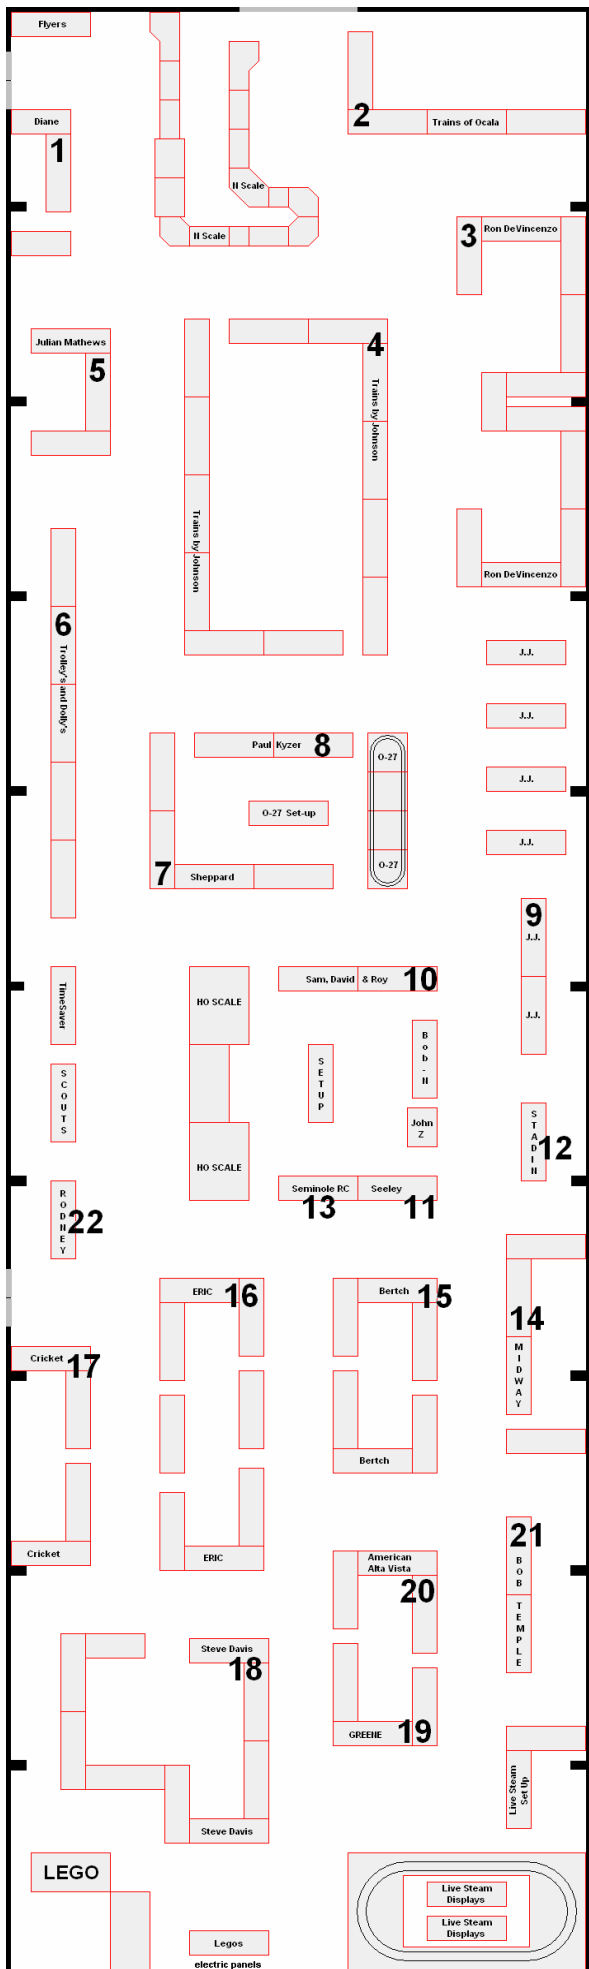 Flyers
Diane
1
2
Trains of Ocala
N Scale
N Scale
3
Ron DeVincenzo
Julian Mathews
5
4
Trains by Johnson
Trains by Johnson
Ron DeVincenzo
6
Trolley's and Dolly's
J.J.
J.J.
J.J.
J.J.
Paul Kyzer
8
O-27
O-27 Set-up
7
Sheppard
O-27
9
J.J.
J.J.
Sam, David & Roy
10
HO SCALE
TimeSaver
SETUP
Bob-N
John
Z
SCOUTS
STADIN
12
HO SCALE
Seminole RC
Seeley
13
11
RODNEY
22
ERIC
16
Bertch
15
14
MIDWAY
Cricket
17
Bertch
Cricket
ERIC
21
BOB
TEMPLE
American
Alta Vista
20
Steve Davis
18
GREENE
19
Live Steam
Set Up
Steve Davis
LEGO
Live Steam
Displays
Live Steam
Displays
Legos
electric panels